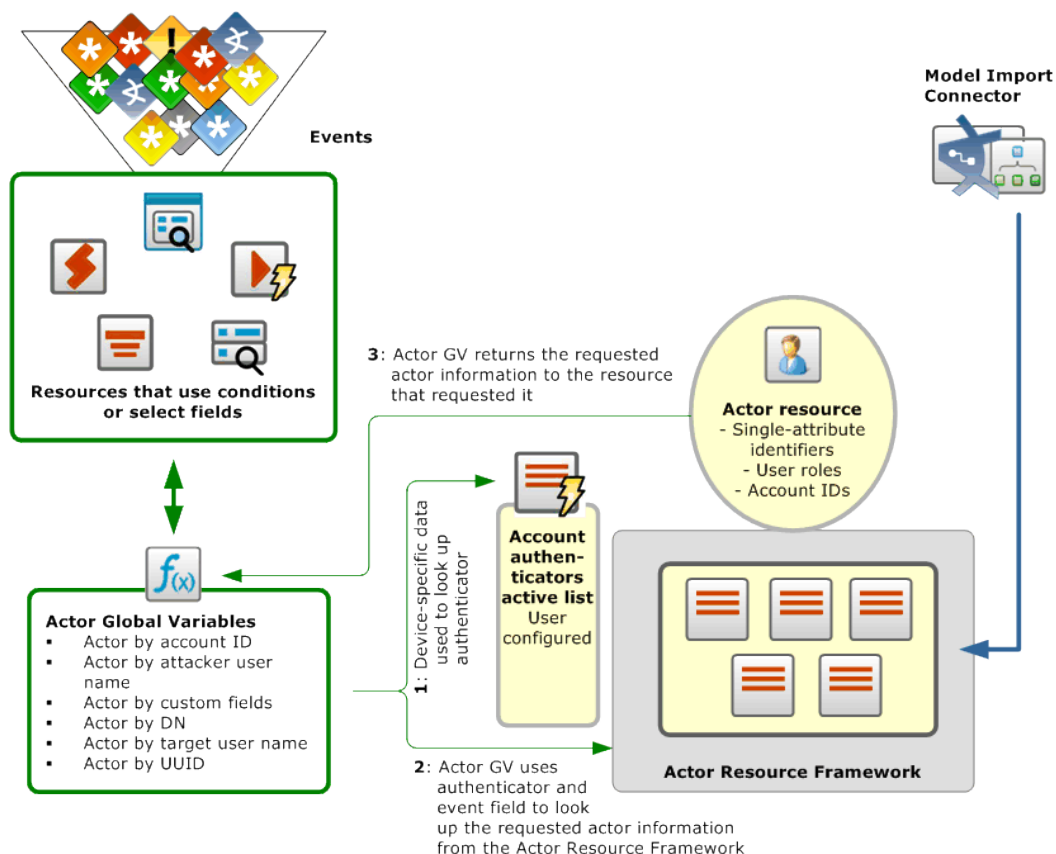 Events
Model Import
Connector
Resources that use conditions
or select fields
3: Actor GV returns the requested
actor information to the resource
that requested it
Actor resource
- Single-attribute
identifiers
- User roles
- Account IDs
1: Device-specific data
used to look up
authenticator
Account
authen-
ticators
active list
User
configured
f(x)
Actor Global Variables
▪ Actor by account ID
▪ Actor by attacker user
name
▪ Actor by custom fields
▪ Actor by DN
▪ Actor by target user name
▪ Actor by UUID
Actor Resource Framework
2: Actor GV uses
authenticator and
event field to look
up the requested actor information
from the Actor Resource Framework